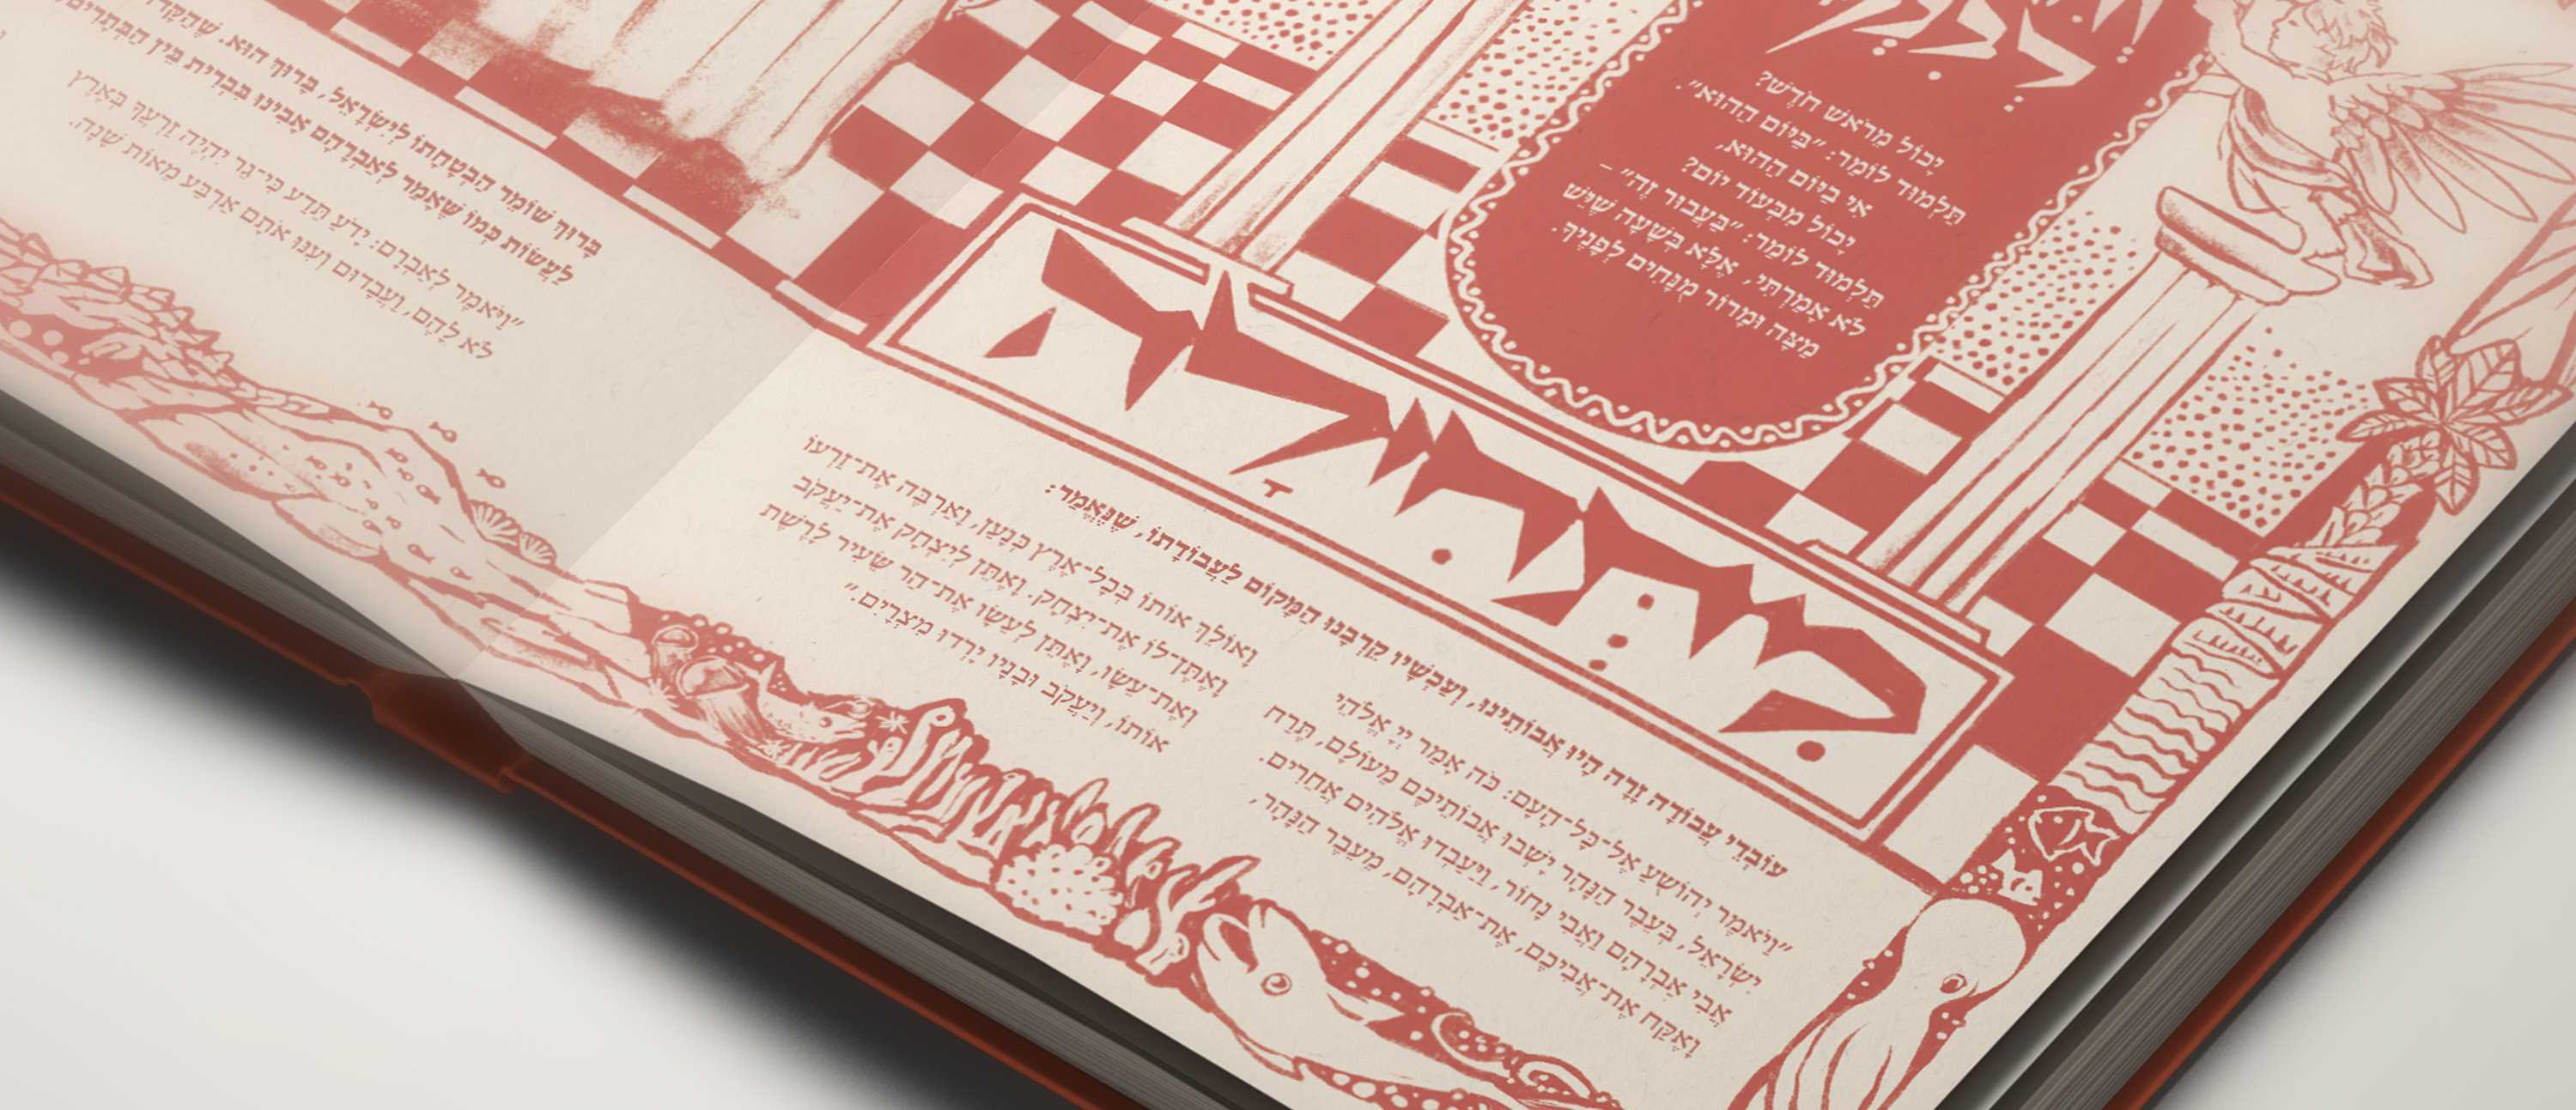 יָכוֹל מֵרֹאשׁ חֹדֶשׁ?
תַּלְמוּד לוֹמַר: "בַּיּוֹם הַהוּא".
אִי בַּיּוֹם הַהוּא,
יָכוֹל מִבְּעוֹד יוֹם?
תַּלְמוּד לוֹמַר: "בַּעֲבוּר זֶה" –
לֹא אָמַרְתִּי, אֶלָּא בְּשָׁעָה שֶׁיֵּשׁ
מַצָּה וּמָרוֹר מֻנָּחִים לְפָנֶיךָ.
מִתְּחִלָּה
עוֹבְדֵי עֲבוֹדָה זָרָה הָיוּ אֲבוֹתֵינוּ, וְעַכְשָׁיו קֵרְבָנוּ הַמָּקוֹם לַעֲבוֹדָתוֹ, שֶׁנֶּאֱמַר:
"וַיֹּאמֶר יְהוֹשֻׁעַ אֶל־כָּל־הָעָם: כֹּה אָמַר יְיָ אֱלֹהֵי
יִשְׂרָאֵל, בְּעֵבֶר הַנָּהָר יָשְׁבוּ אֲבוֹתֵיכֶם מֵעוֹלָם, תֶּרַח
אֲבִי אַבְרָהָם וַאֲבִי נָחוֹר, וַיַּעַבְדוּ אֱלֹהִים אֲחֵרִים.
וָאֶקַּח אֶת־אֲבִיכֶם, אֶת־אַבְרָהָם, מֵעֵבֶר הַנָּהָר,
וָאוֹלֵךְ אוֹתוֹ בְּכָל־אֶרֶץ כְּנָעַן, וָאַרְבֶּה אֶת־זַרְעוֹ
וָאֶתֶּן־לוֹ אֶת־יִצְחָק. וָאֶתֵּן לְיִצְחָק אֶת־יַעֲקֹב
וְאֶת־עֵשָׂו, וָאֶתֵּן לְעֵשָׂו אֶת־הַר שֵׂעִיר לָרֶשֶׁת
אוֹתוֹ, וְיַעֲקֹב וּבָנָיו יָרְדוּ מִצְרָיִם."
בָּרוּךְ שׁוֹמֵר הַבְטָחָתוֹ לְיִשְׂרָאֵל, בָּרוּךְ הוּא.
לַעֲשׂוֹת כְּמוֹ שֶׁאָמַר לְאַבְרָהָם אָבִינוּ בִּבְרִית בֵּין הַבְּתָרִים,
"וַיֹּאמֶר לְאַבְרָם: יָדֹעַ תֵּדַע כִּי־גֵר יִהְיֶה זַרְעֲךָ בְּאֶרֶץ
לֹא לָהֶם, וַעֲבָדוּם וְעִנּוּ אֹתָם אַרְבַּע מֵאוֹת שָׁנָה.